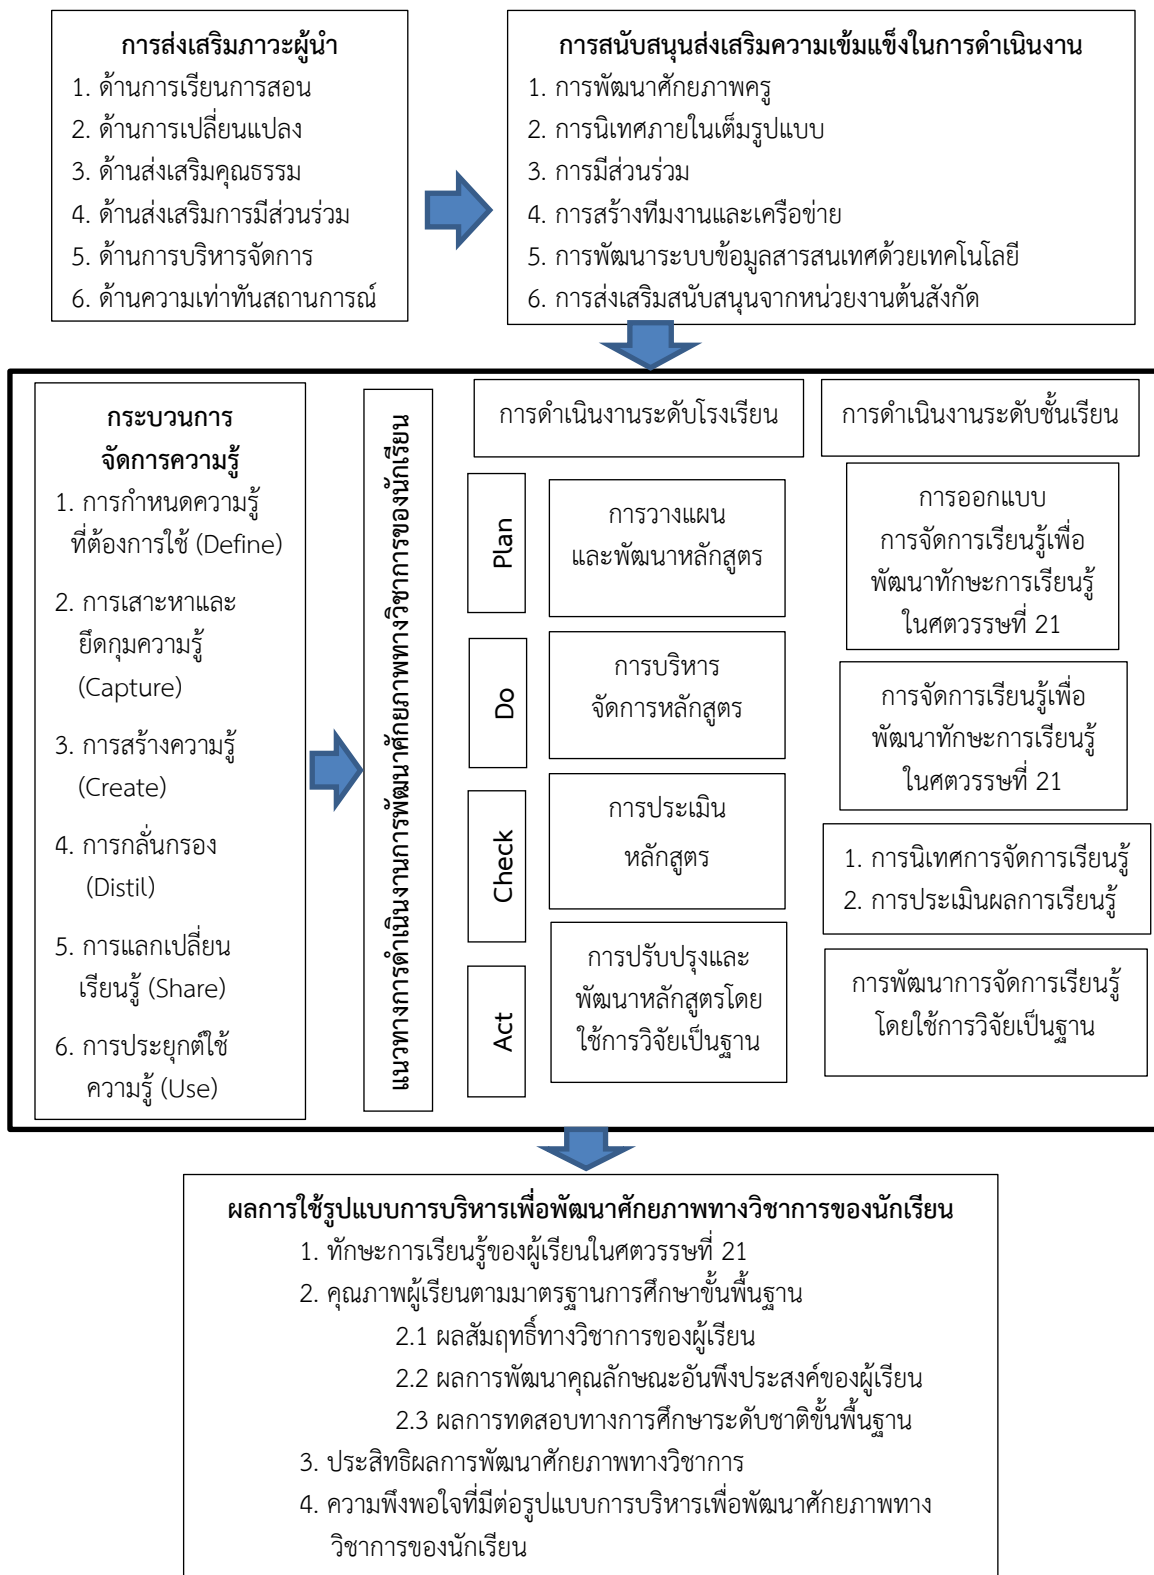 การส่งเสริมภาวะผู้นำ
1. ด้านการเรียนการสอน
2. ด้านการเปลี่ยนแปลง
3. ด้านส่งเสริมคุณธรรม
4. ด้านส่งเสริมการมีส่วนร่วม
5. ด้านการบริหารจัดการ
6. ด้านความเท่าทันสถานการณ์
การสนับสนุนส่งเสริมความเข้มแข็งในการดำเนินงาน
1. การพัฒนาศักยภาพครู
2. การนิเทศภายในเต็มรูปแบบ
3. การมีส่วนร่วม
4. การสร้างทีมงานและเครือข่าย
5. การพัฒนาระบบข้อมูลสารสนเทศด้วยเทคโนโลยี
6. การส่งเสริมสนับสนุนจากหน่วยงานต้นสังกัด
กระบวนการ
จัดการความรู้
1. การกำหนดความรู้
ที่ต้องการใช้ (Define)
2. การเสาะหาและ
ยึดกุมความรู้
(Capture)
3. การสร้างความรู้
(Create)
4. การกลั่นกรอง
(Distil)
5. การแลกเปลี่ยน
เรียนรู้ (Share)
6. การประยุกต์ใช้
ความรู้ (Use)
แนวทางการดำเนินงานการพัฒนาศักยภาพทางวิชาการของนักเรียน
การดำเนินงานระดับโรงเรียน
การดำเนินงานระดับชั้นเรียน
Plan
การวางแผน
และพัฒนาหลักสูตร
การออกแบบ
การจัดการเรียนรู้เพื่อ
พัฒนาทักษะการเรียนรู้
ในศตวรรษที่ 21
Do
การบริหาร
จัดการหลักสูตร
การจัดการเรียนรู้เพื่อ
พัฒนาทักษะการเรียนรู้
ในศตวรรษที่ 21
Check
การประเมิน
หลักสูตร
1. การนิเทศการจัดการเรียนรู้
2. การประเมินผลการเรียนรู้
Act
การปรับปรุงและ
พัฒนาหลักสูตรโดย
ใช้การวิจัยเป็นฐาน
การพัฒนาการจัดการเรียนรู้
โดยใช้การวิจัยเป็นฐาน
ผลการใช้รูปแบบการบริหารเพื่อพัฒนาศักยภาพทางวิชาการของนักเรียน
1. ทักษะการเรียนรู้ของผู้เรียนในศตวรรษที่ 21
2. คุณภาพผู้เรียนตามมาตรฐานการศึกษาขั้นพื้นฐาน
2.1 ผลสัมฤทธิ์ทางวิชาการของผู้เรียน
2.2 ผลการพัฒนาคุณลักษณะอันพึงประสงค์ของผู้เรียน
2.3 ผลการทดสอบทางการศึกษาระดับชาติขั้นพื้นฐาน
3. ประสิทธิผลการพัฒนาศักยภาพทางวิชาการ
4. ความพึงพอใจที่มีต่อรูปแบบการบริหารเพื่อพัฒนาศักยภาพทาง
วิชาการของนักเรียน